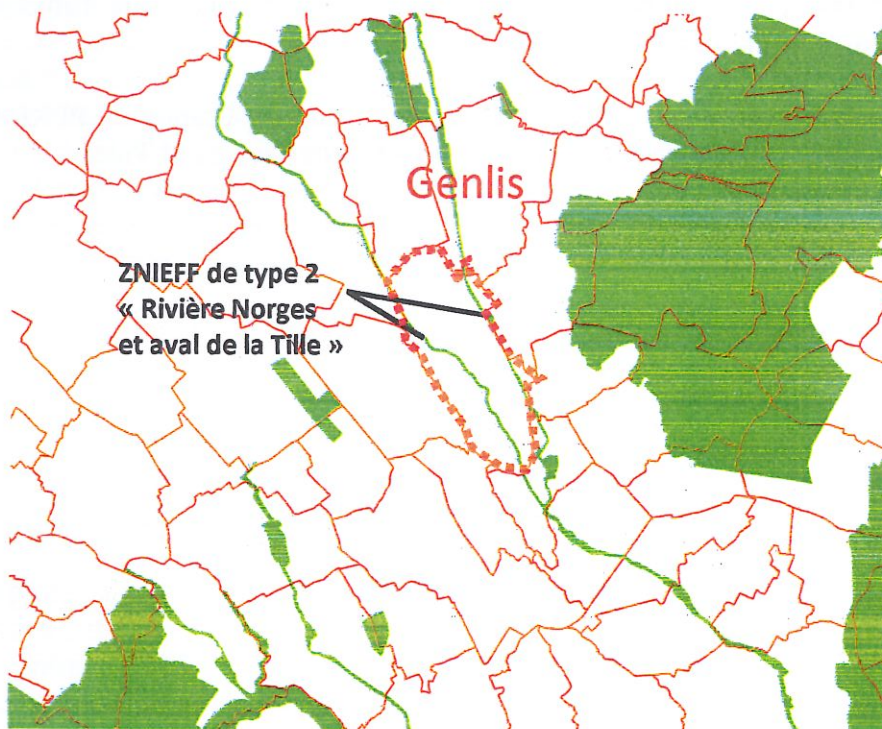 Genlis
ZNIEFF de type 2
« Rivière Norges
et aval de la Tille »